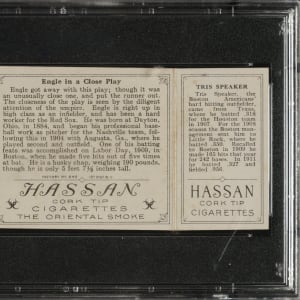 Engle in a Close Play
Engle got away with this play; though it
was an unusually close one, and put the runner out.
The closeness of the play is seen by the diligent
attention of the umpire. Engle is right up in
high class as an infielder, and has been a hard
worker for the Red Sox. He was born at Dayton,
Ohio, in 1884, and began his professional base-
ball work as pitcher for the Nashville team, fol-
lowing this in 1904 with Augusta, Ga., where he
played second and outfield. One of his batting
feats was accomplished on Labor Day, 1909, in
Boston, when he made five hits out of five times
at bat. He is a husky chap, weighing 190 pounds,
though he is only 5 feet 7½ inches tall.
HASSAN
CORK TIP
CIGARETTES
THE ORIENTAL SMOKE
TRIS SPEAKER
Tris Speaker, the
Boston Americans'
hard hitting outfielder,
came from Texas,
where he batted .318
for the Houston team
in 1907. For the 1908
season the Boston man-
agement sent him to
Little Rock, where he
batted .350. Recalled
to Boston in 1909 he
made 165 hits that year
for 242 bases. In 1911
he batted .327 and
fielded .956.
HASSAN
CORK TIP
CIGARETTES